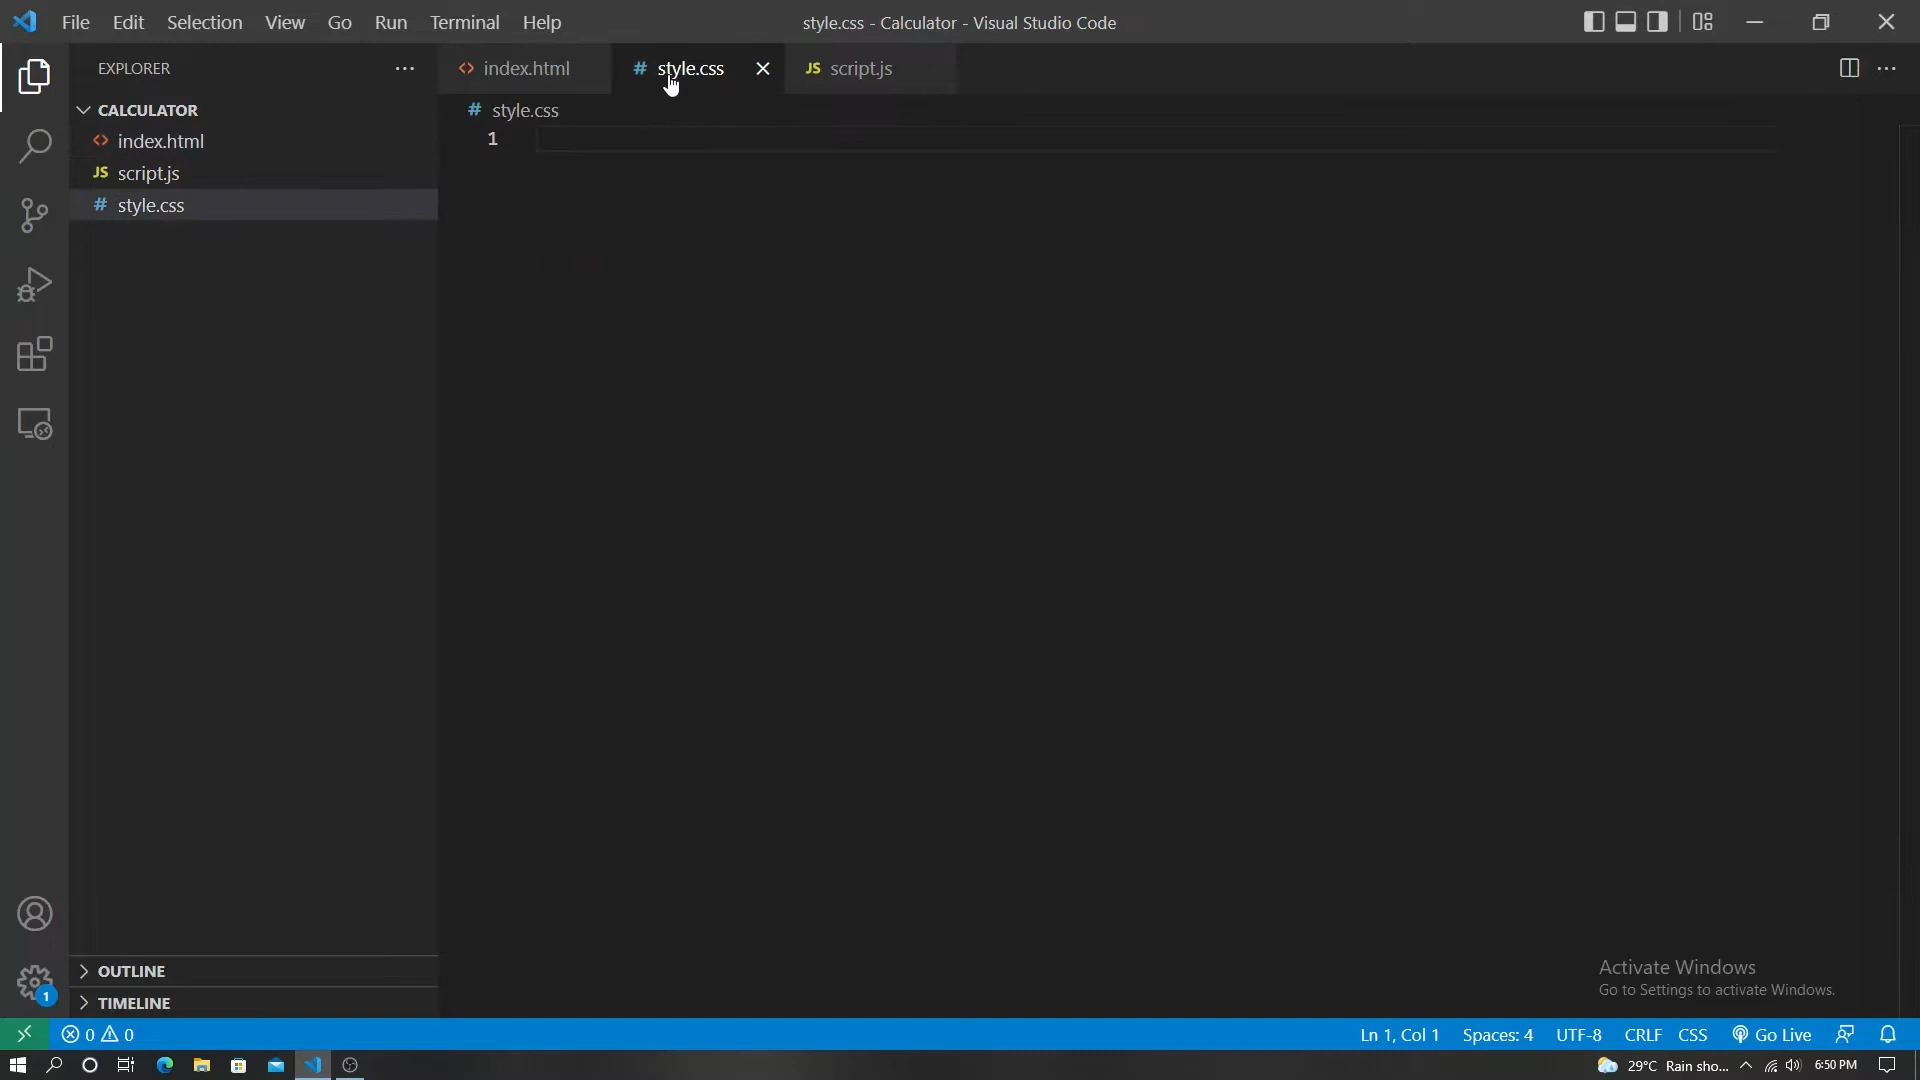 File Edit Selection View Go Run Terminal Help
style.css - Calculator - Visual Studio Code
EXPLORER
index.html
# style.css
JS script.js
CALCULATOR
index.html
JS script.js
# style.css
# style.css
1
OUTLINE
TIMELINE
1
Activate Windows
Go to Settings to activate Windows.
0 0
Ln 1, Col 1 Spaces: 4 UTF-8 CRLF CSS Go Live
29°C Rain sho... 6:50 PM